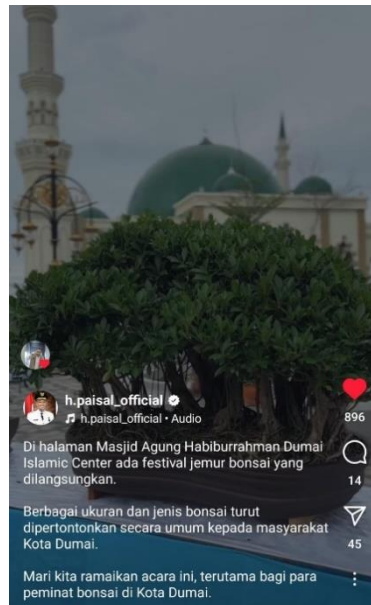 h.paisal_official
h.paisal_official • Audio
896
Di halaman Masjid Agung Habiburrahman Dumai
Islamic Center ada festival jemur bonsai yang
dilangsungkan.
14
Berbagai ukuran dan jenis bonsai turut
dipertontonkan secara umum kepada masyarakat
Kota Dumai.
45
Mari kita ramaikan acara ini, terutama bagi para
peminat bonsai di Kota Dumai.